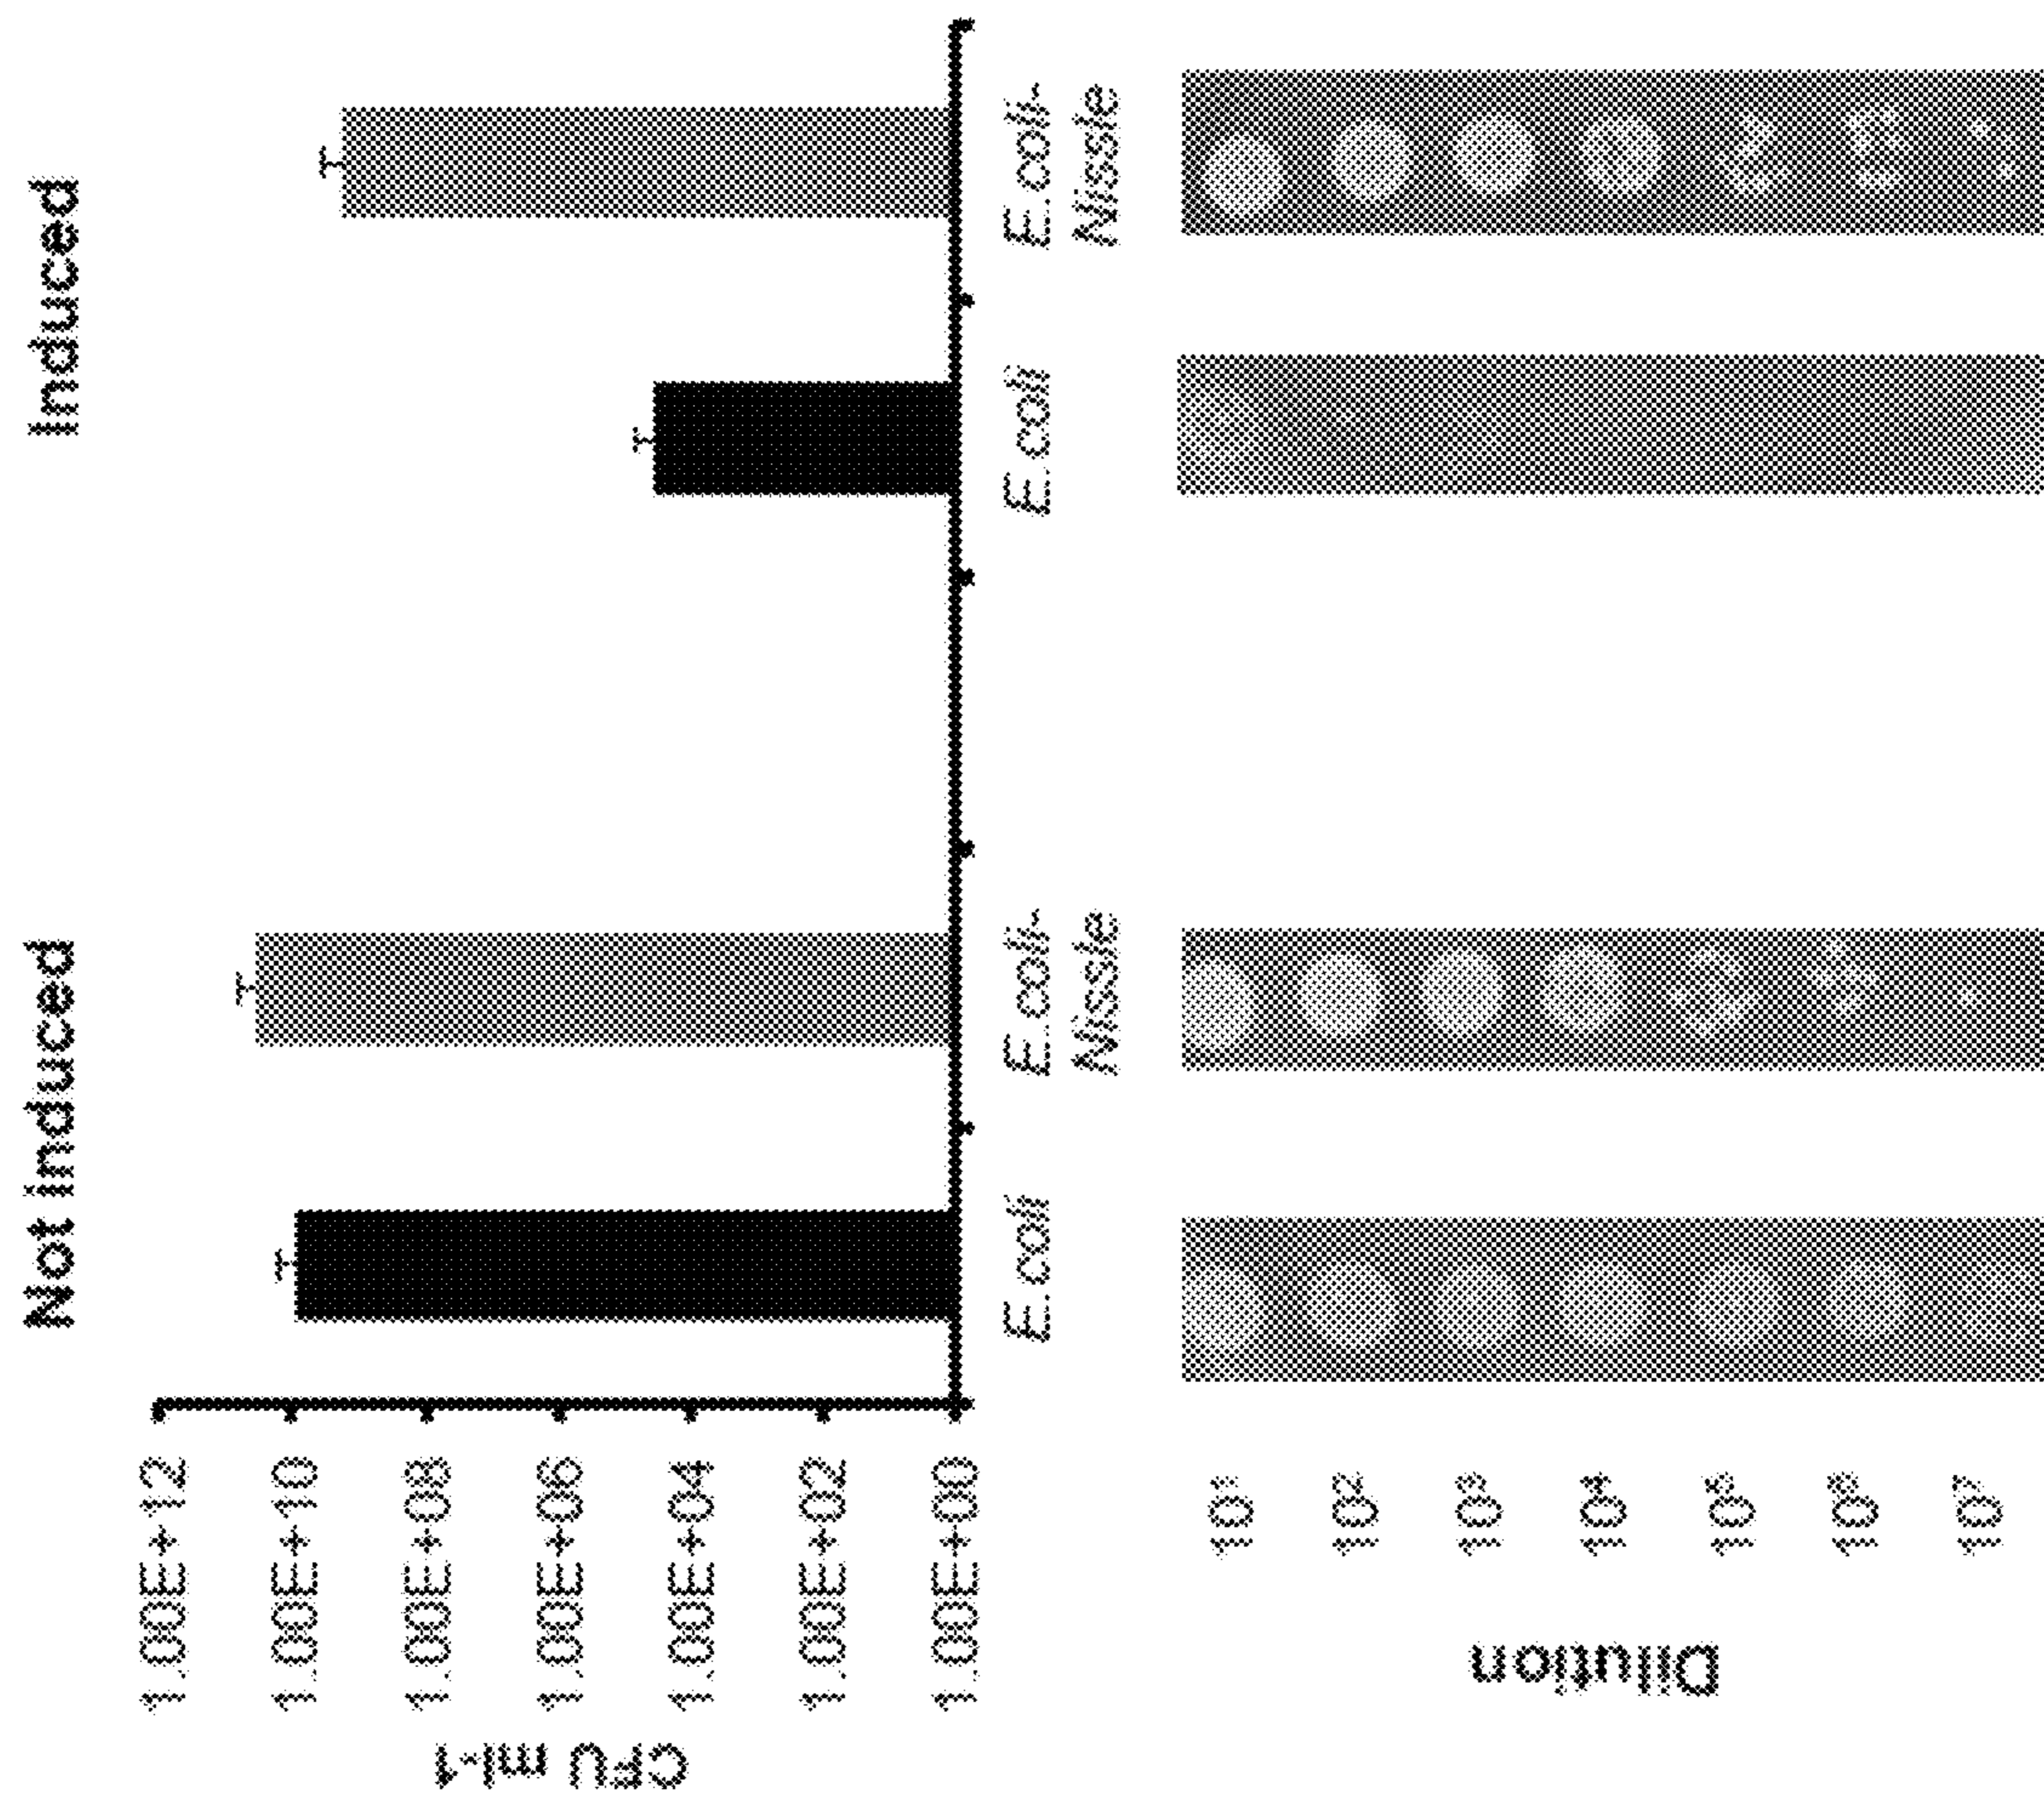 Not induced
Induced
CFU ml-1
1.00E+12
1.00E+10
1.00E+08
1.00E+06
1.00E+04
1.00E+02
1.00E+00
E.coli
E.coli-
Nissle
E.coli
E.coli-
Nissle
Dilution
10¹
10²
10³
10⁴
10⁵
10⁶
10⁷